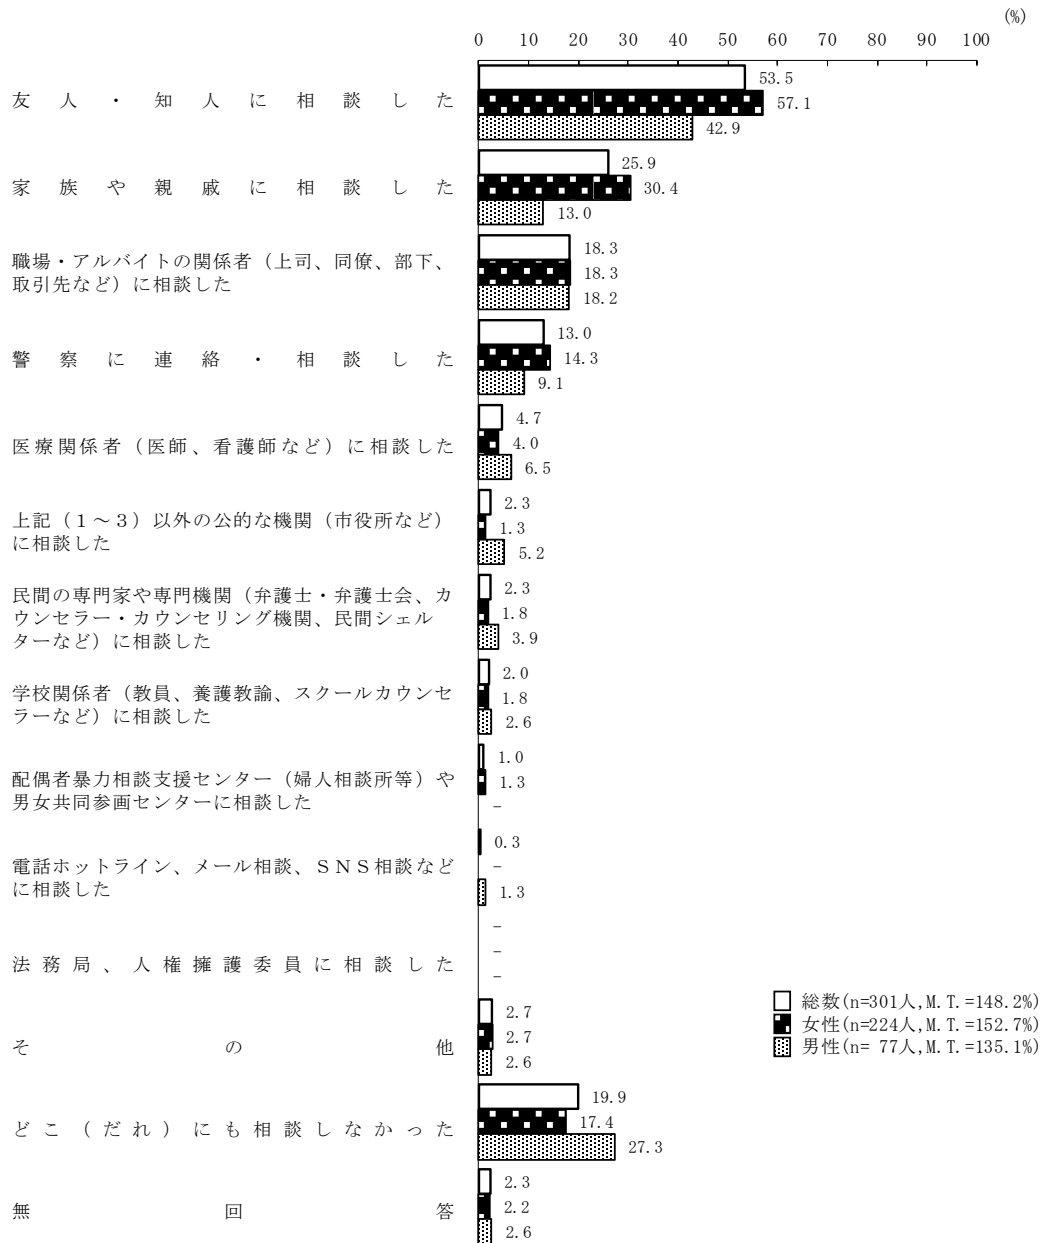 (%)
0 10 20 30 40 50 60 70 80 90 100
友人・知人に相談した
53.5
57.1
42.9
家族や親戚に相談した
25.9
30.4
13.0
職場・アルバイトの関係者（上司、同僚、部下、
取引先など）に相談した
18.3
18.3
18.2
警察に連絡・相談した
13.0
14.3
9.1
医療関係者（医師、看護師など）に相談した
4.7
4.0
6.5
上記（１～３）以外の公的な機関（市役所など）
に相談した
2.3
1.3
5.2
民間の専門家や専門機関（弁護士・弁護士会、カ
ウンセラー・カウンセリング機関、民間シェル
ターなど）に相談した
2.3
1.8
3.9
学校関係者（教員、養護教諭、スクールカウンセ
ラーなど）に相談した
2.0
1.8
2.6
配偶者暴力相談支援センター（婦人相談所等）や
男女共同参画センターに相談した
1.0
1.3
-
電話ホットライン、メール相談、ＳＮＳ相談など
に相談した
0.3
-
1.3
法務局、人権擁護委員に相談した
-
-
-
その他
2.7
2.7
2.6
どこ（だれ）にも相談しなかった
19.9
17.4
27.3
無回答
2.3
2.2
2.6
総数(n=301人,M.T.=148.2%)
女性(n=224人,M.T.=152.7%)
男性(n= 77人,M.T.=135.1%)